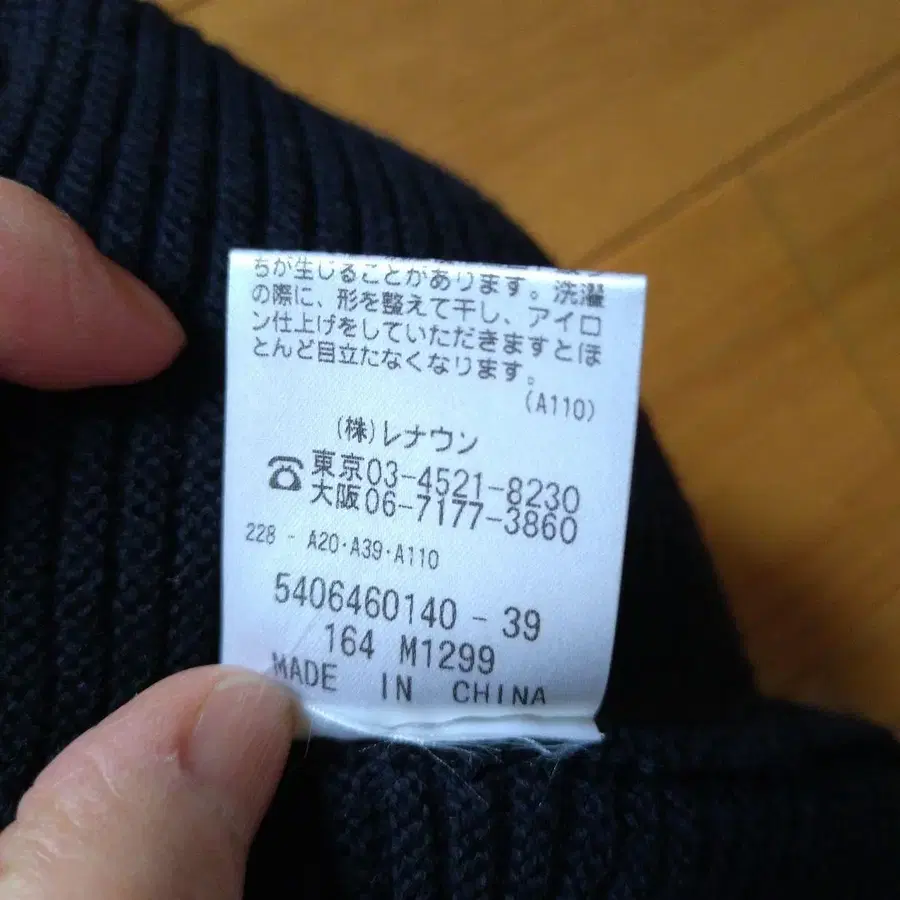 ちが生じることがあります。洗濯
の際に、形を整えて干し、アイロ
ン仕上げをしていただきますとほ
とんど目立たなくなります。
(A110)
(株)レナウン
☎東京03-4521-8230
大阪06-7177-3860
228 - A20・A39・A110
5406460140 - 39
164 M1299
MADE IN CHINA